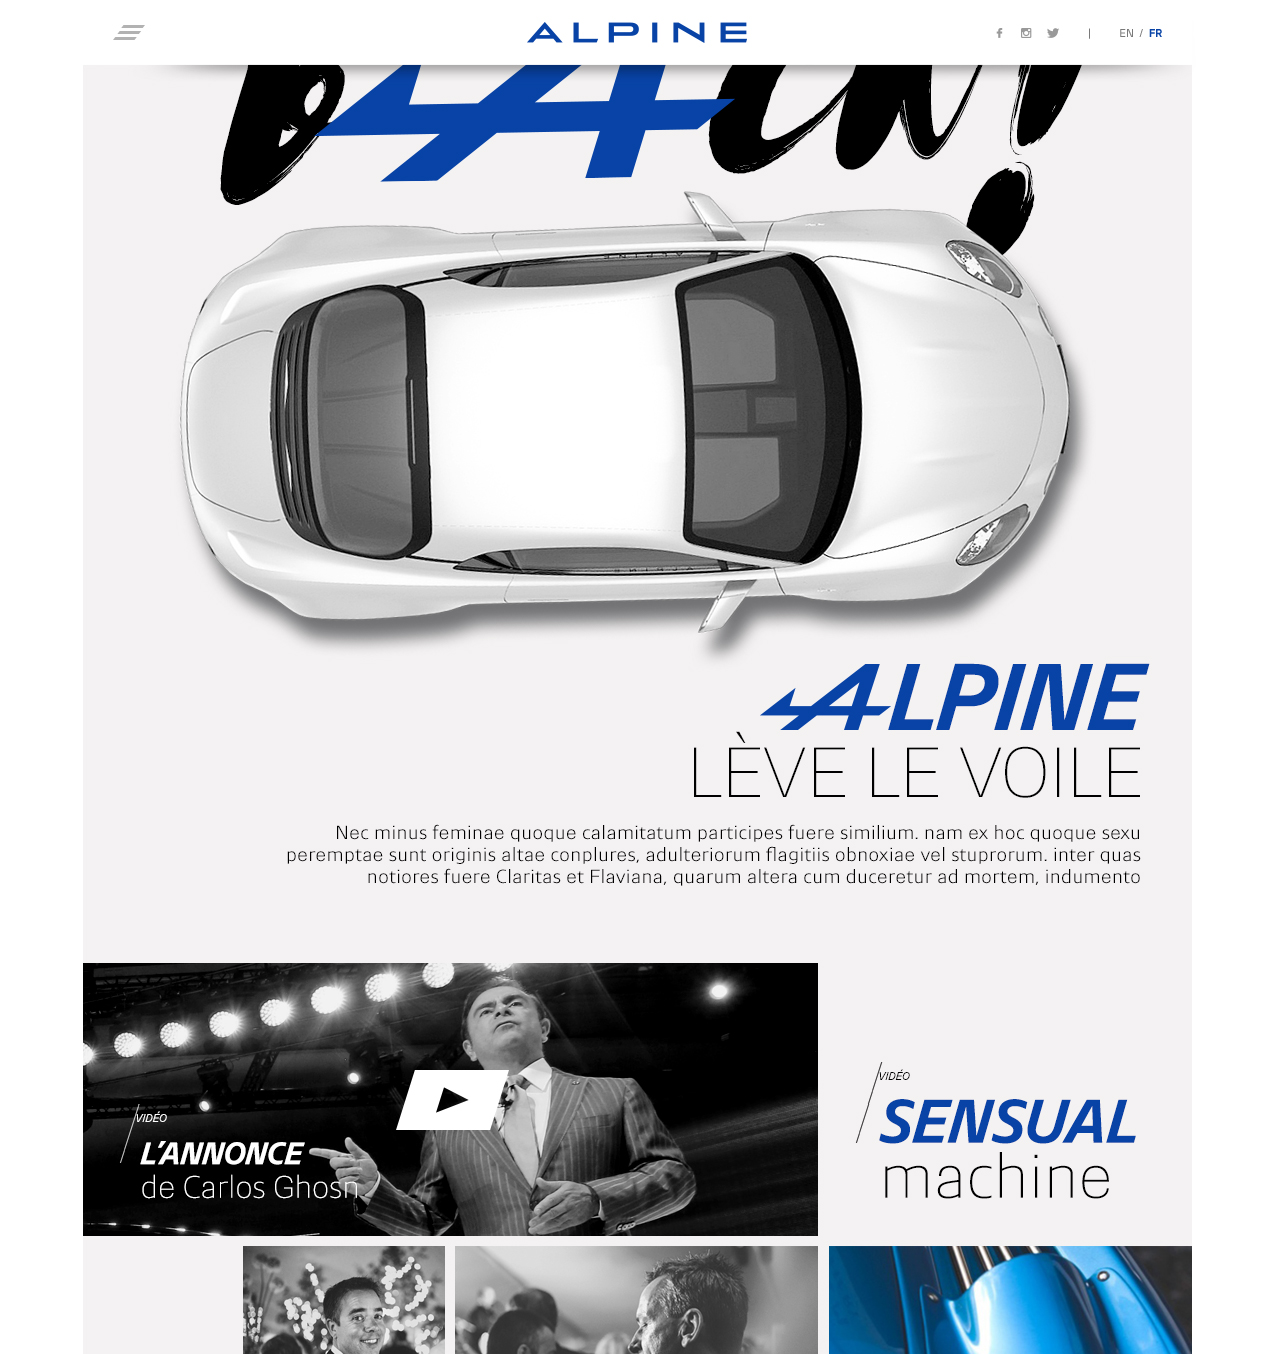 ALPINE
EN / FR
ALPINE
ALPINE
ALPINE
LÈVE LE VOILE
Nec minus feminae quoque calamitatum participes fuere similium. nam ex hoc quoque sexu
peremptae sunt originis altae conplures, adulteriorum flagitiis obnoxiae vel stuprorum. inter quas
notiores fuere Claritas et Flaviana, quarum altera cum duceretur ad mortem, indumento
VIDÉO
L'ANNONCE
de Carlos Ghosn
VIDÉO
SENSUAL
machine